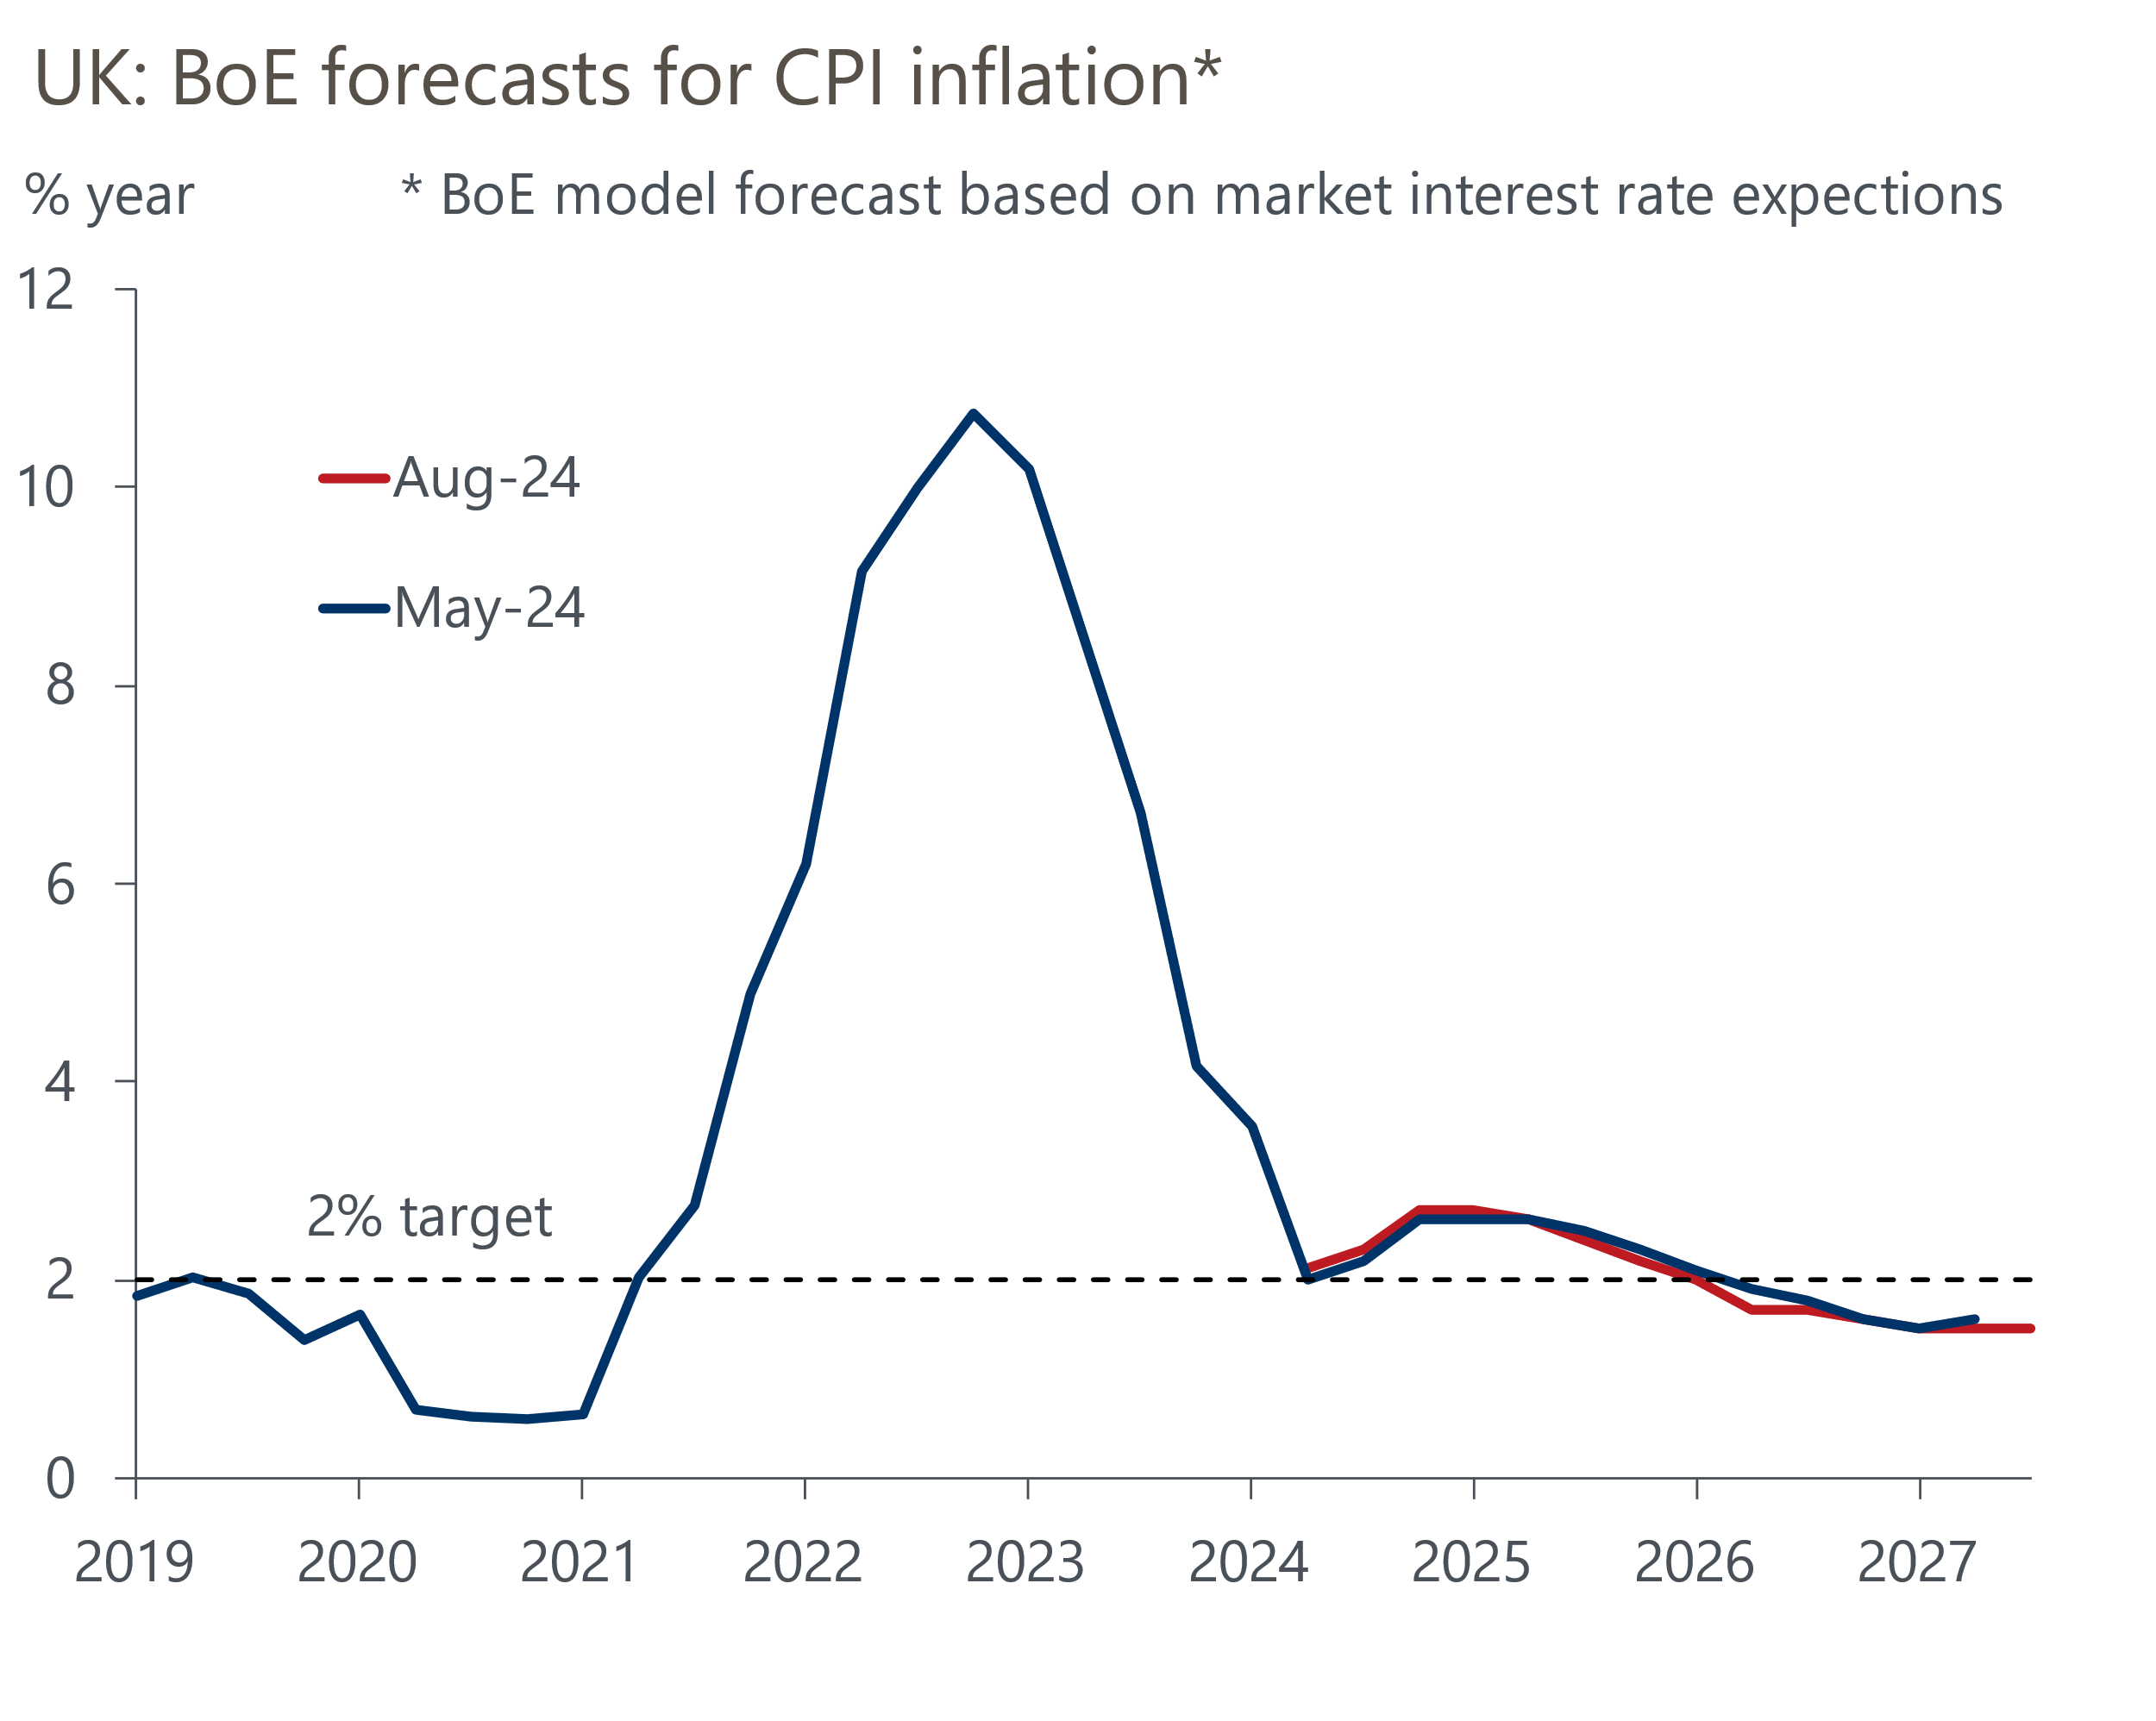 UK: BoE forecasts for CPI inflation*
% year
* BoE model forecast based on market interest rate expections
12
10
8
6
4
2
0
Aug-24
May-24
2% target
2019 2020 2021 2022 2023 2024 2025 2026 2027